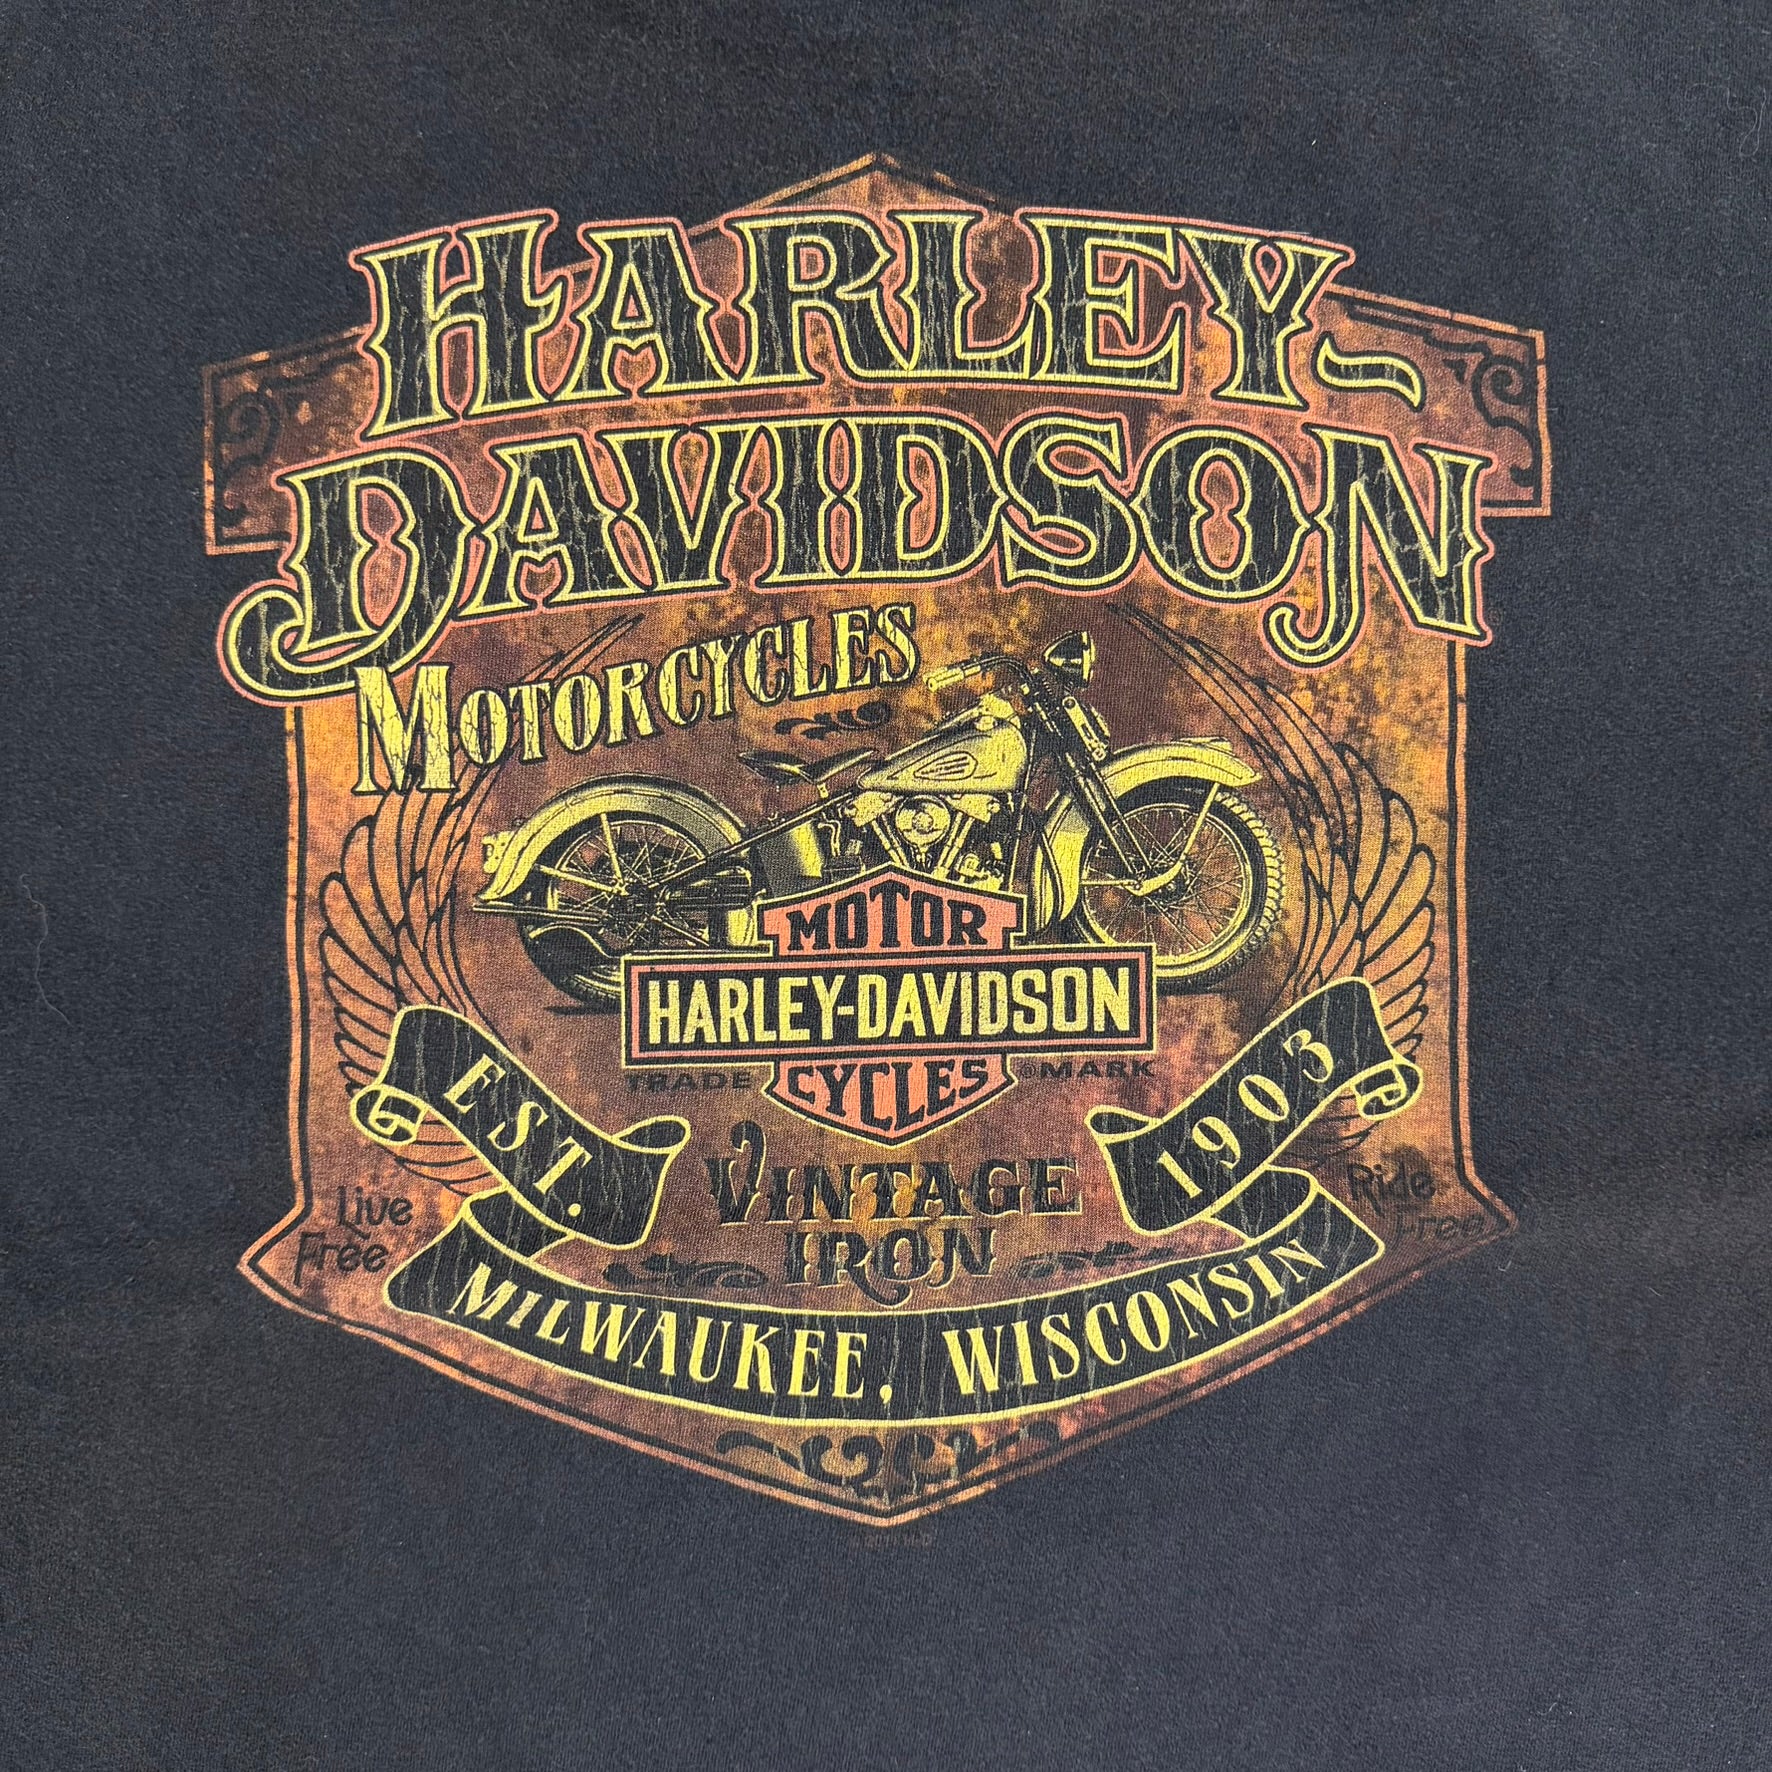 HARLEY-
DAVIDSON
MOTORCYCLES
MOTOR
HARLEY-DAVIDSON
TRADE ®MARK
CYCLES
EST. 1903
VINTAGE
IRON
Live
Free
Ride
Free
MILWAUKEE, WISCONSIN